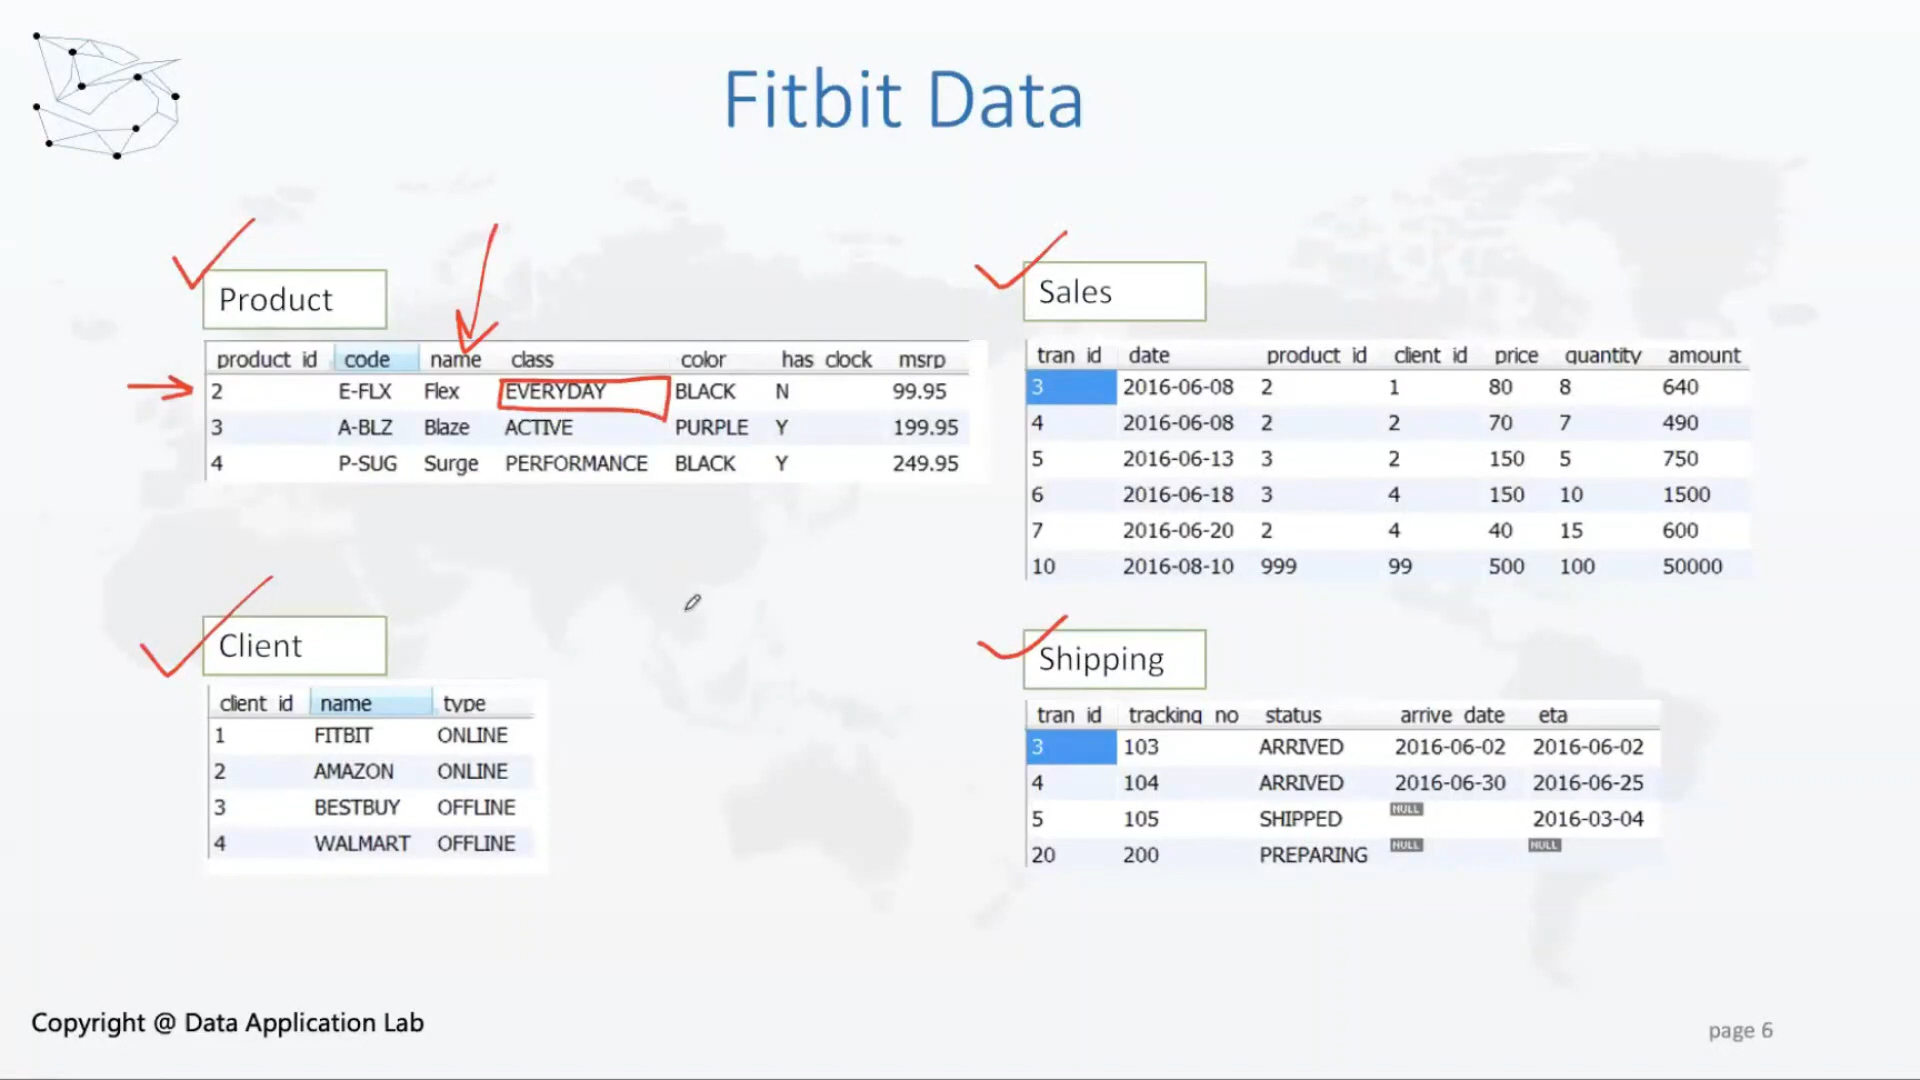 Fitbit Data
Product
product_id code name class color has_clock msrp
2 E-FLX Flex EVERYDAY BLACK N 99.95
3 A-BLZ Blaze ACTIVE PURPLE Y 199.95
4 P-SUG Surge PERFORMANCE BLACK Y 249.95
Sales
tran_id date product_id client_id price quantity amount
3 2016-06-08 2 1 80 8 640
4 2016-06-08 2 2 70 7 490
5 2016-06-13 3 2 150 5 750
6 2016-06-18 3 4 150 10 1500
7 2016-06-20 2 4 40 15 600
10 2016-08-10 999 99 500 100 50000
Client
client_id name type
1 FITBIT ONLINE
2 AMAZON ONLINE
3 BESTBUY OFFLINE
4 WALMART OFFLINE
Shipping
tran_id tracking_no status arrive_date eta
3 103 ARRIVED 2016-06-02 2016-06-02
4 104 ARRIVED 2016-06-30 2016-06-25
5 105 SHIPPED NULL 2016-03-04
20 200 PREPARING NULL NULL
Copyright @ Data Application Lab
page 6